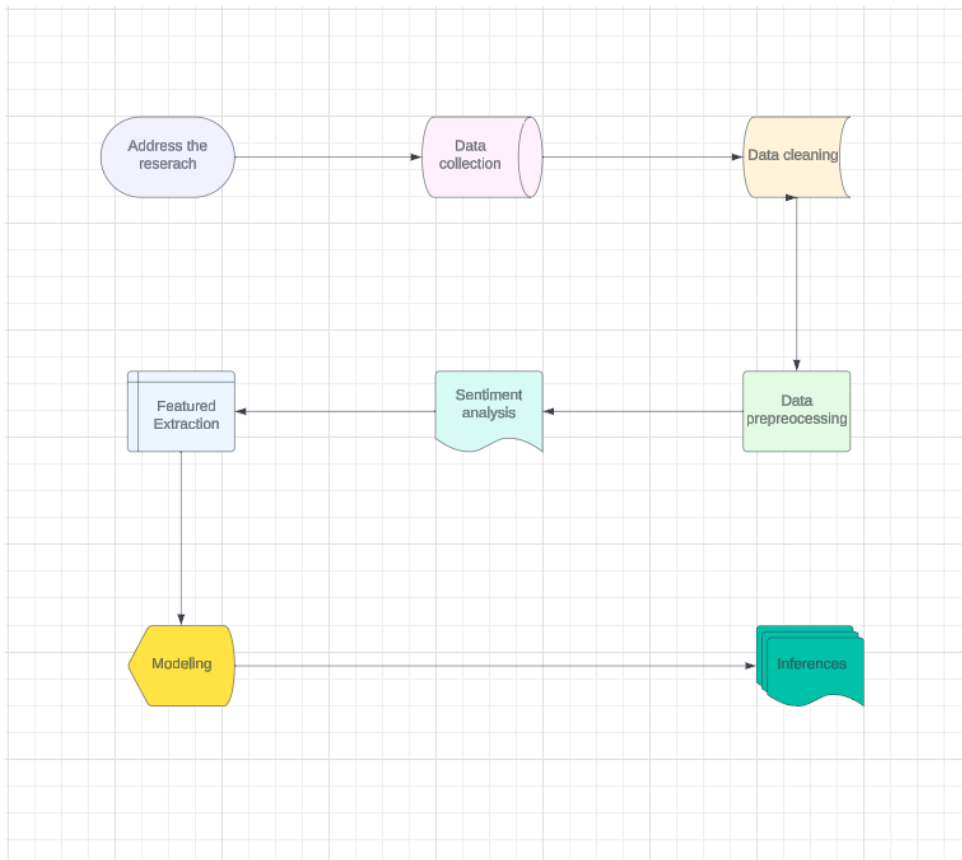 Address the
reserach
Data
collection
Data cleaning
Data
prepreocessing
Sentiment
analysis
Featured
Extraction
Modeling
Inferences